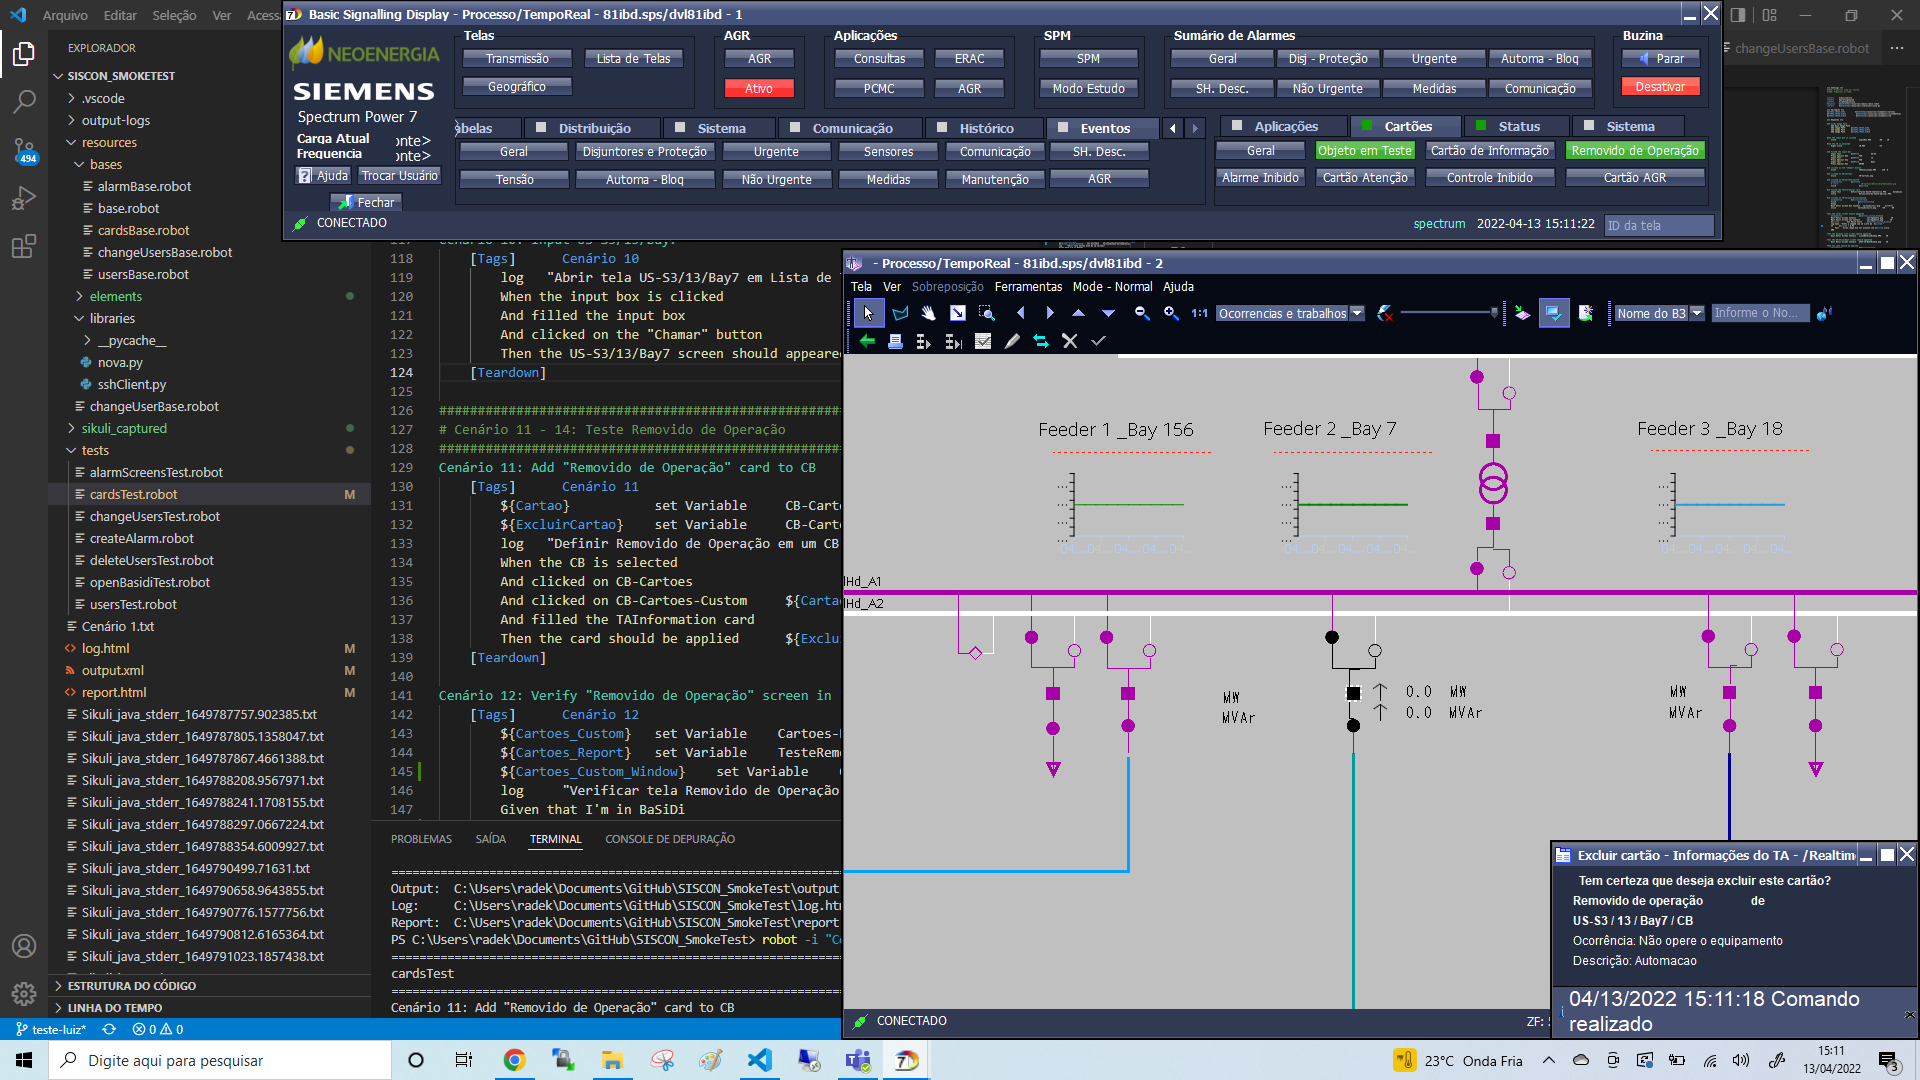 Arquivo
Editar
Seleção
Ver
Basic Signalling Display - Processo/TempoReal - 81ibd.sps/dvl81ibd - 1
changeUsersBase.robot
NEOENERGIA
SIEMENS
Spectrum Power 7
Carga Atual
Frequencia
onte>
onte>
Ajuda
Trocar Usuário
Fechar
CONECTADO
Telas
Transmissão
Lista de Telas
Geográfico
AGR
AGR
Ativo
Aplicações
Consultas
ERAC
PCMC
AGR
SPM
SPM
Modo Estudo
Sumário de Alarmes
Geral
Disj - Proteção
Urgente
Automa - Bloq
SH. Desc.
Não Urgente
Medidas
Comunicação
Buzina
Parar
Desativar
abelas
Distribuição
Sistema
Comunicação
Histórico
Eventos
Geral
Disjuntores e Proteção
Urgente
Sensores
Comunicação
SH. Desc.
Tensão
Automa - Bloq
Não Urgente
Medidas
Manutenção
AGR
Aplicações
Cartões
Status
Sistema
Geral
Objeto em Teste
Cartão de Informação
Removido de Operação
Alarme Inibido
Cartão Atenção
Controle Inibido
Cartão AGR
spectrum
2022-04-13 15:11:22
ID da tela
EXPLORADOR
SISCON_SMOKETEST
.vscode
output-logs
resources
bases
alarmBase.robot
base.robot
cardsBase.robot
changeUsersBase.robot
usersBase.robot
elements
libraries
__pycache__
nova.py
sshClient.py
changeUserBase.robot
sikuli_captured
tests
alarmScreensTest.robot
cardsTest.robot M
changeUsersTest.robot
createAlarm.robot
deleteUsersTest.robot
openBasidiTest.robot
usersTest.robot
Cenário 1.txt
log.html M
output.xml M
report.html M
Sikuli_java_stderr_1649787757.902385.txt
Sikuli_java_stderr_1649787805.1358047.txt
Sikuli_java_stderr_1649787867.4661388.txt
Sikuli_java_stderr_1649788208.9567971.txt
Sikuli_java_stderr_1649788241.1708155.txt
Sikuli_java_stderr_1649788297.0667224.txt
Sikuli_java_stderr_1649788354.6009927.txt
Sikuli_java_stderr_1649790499.71631.txt
Sikuli_java_stderr_1649790658.9643855.txt
Sikuli_java_stderr_1649790776.1577756.txt
Sikuli_java_stderr_1649790812.6165364.txt
Sikuli_java_stderr_1649791023.1857438.txt
ESTRUTURA DO CÓDIGO
LINHA DO TEMPO
494
118 [Tags] Cenário 10
119 log "Abrir tela US-S3/13/Bay7 em Lista de
120 When the input box is clicked
121 And filled the input box
122 And clicked on the "Chamar" button
123 Then the US-S3/13/Bay7 screen should appeared
124 [Teardown]
125
126 ####################################################
127 # Cenário 11 - 14: Teste Removido de Operação
128 ####################################################
129 Cenário 11: Add "Removido de Operação" card to CB
130 [Tags] Cenário 11
131 ${Cartao} set Variable CB-Carto
132 ${ExcluirCartao} set Variable CB-Carto
133 log "Definir Removido de Operação em um CB
134 When the CB is selected
135 And clicked on CB-Cartoes
136 And clicked on CB-Cartoes-Custom ${Carta
137 And filled the TAInformation card
138 Then the card should be applied ${Exclu
139 [Teardown]
140
141 Cenário 12: Verify "Removido de Operação" screen in
142 [Tags] Cenário 12
143 ${Cartoes_Custom} set Variable Cartoes-
144 ${Cartoes_Report} set Variable TesteRem
145 ${Cartoes_Custom_Window} set Variable
146 log "Verificar tela Removido de Operação
147 Given that I'm in BaSiDi
PROBLEMAS
SAÍDA
TERMINAL
CONSOLE DE DEPURAÇÃO
Output: C:\Users\radek\Documents\GitHub\SISCON_SmokeTest\output
Log: C:\Users\radek\Documents\GitHub\SISCON_SmokeTest\log.ht
Report: C:\Users\radek\Documents\GitHub\SISCON_SmokeTest\report
PS C:\Users\radek\Documents\GitHub\SISCON_SmokeTest> robot -i "C
cardsTest
Cenário 11: Add "Removido de Operação" card to CB
- Processo/TempoReal - 81ibd.sps/dvl81ibd - 2
Tela
Ver
Sobreposição
Ferramentas
Mode - Normal
Ajuda
1:1
Ocorrencias e trabalhos
Nome do B3
Informe o No...
Feeder 1 _Bay 156
Feeder 2 _Bay 7
Feeder 3 _Bay 18
04 04 04 04
04 04 04 04
04 04 04 04
Hd_A1
Hd_A2
MW
MVAr
0.0 MW
0.0 MVAr
MW
MVAr
CONECTADO
ZF:
Excluir cartão - Informações do TA - /Realtim
Tem certeza que deseja excluir este cartão?
Removido de operação de
US-S3 / 13 / Bay7 / CB
Ocorrência: Não opere o equipamento
Descrição: Automacao
04/13/2022 15:11:18 Comando
realizado
teste-luiz*
0
0
Digite aqui para pesquisar
23°C Onda Fria
15:11
13/04/2022
3